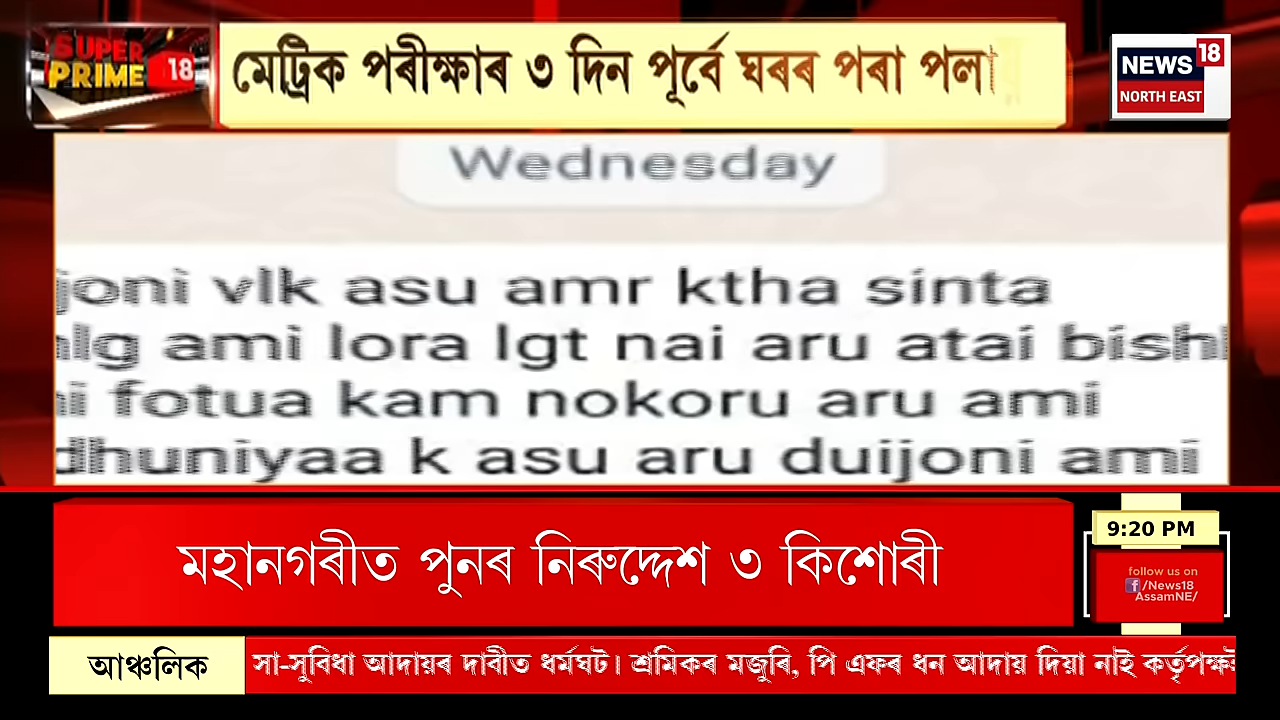 SUPER
PRIME 18
মেট্ৰিক পৰীক্ষাৰ ৩ দিন পূৰ্বে ঘৰৰ পৰা পলা
NEWS 18
NORTH EAST
Wednesday
joni vlk asu amr ktha sinta
ami lora lgt nai aru atai
fotua kam nokoru aru ami
dhuniyaa k asu aru duijoni ami
মহানগৰীত পুনৰ নিৰুদ্দেশ ৩ কিশোৰী
9:20 PM
follow us on
f/News18
AssamNE/
আঞ্চলিক
সা-সুবিধা আদায়ৰ দাবীত ধৰ্মঘট। শ্ৰমিকৰ মজুৰি, পি এফৰ ধন আদায় দিয়া নাই কৰ্তৃপক্ষই